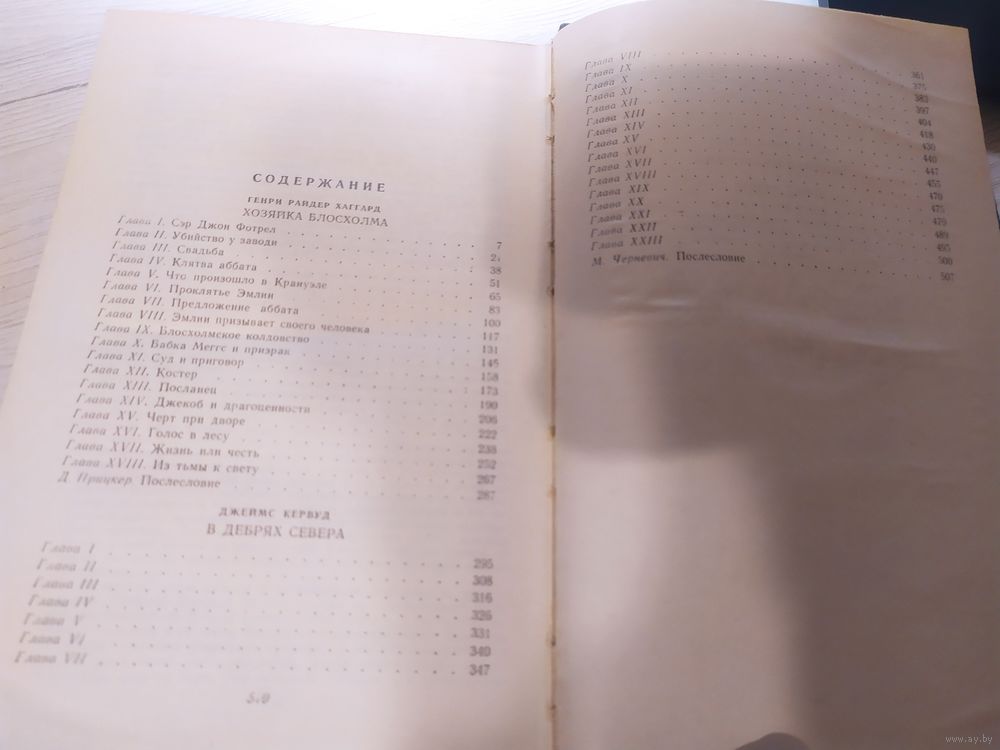 СОДЕРЖАНИЕ
ГЕНРИ РАЙДЕР ХАГГАРД
ХОЗЯЙКА БЛОСХОЛМА
Глава I. Сэр Джон Фотрел 7
Глава II. Убийство у заводи 21
Глава III. Свадьба 38
Глава IV. Клятва аббата 51
Глава V. Что произошло в Крануэле 65
Глава VI. Проклятье Эмлин 83
Глава VII. Предложение аббата 100
Глава VIII. Эмлин призывает своего человека 117
Глава IX. Блосхолмское колдовство 131
Глава X. Бабка Меггс и призрак 145
Глава XI. Суд и приговор 158
Глава XII. Костер 173
Глава XIII. Посланец 190
Глава XIV. Джекоб и драгоценности 206
Глава XV. Черт при дворе 222
Глава XVI. Голос в лесу 238
Глава XVII. Жизнь или честь 252
Глава XVIII. Из тьмы к свету 267
Д. Прицкер. Послесловие 287
ДЖЕЙМС КЕРВУД
В ДЕБРЯХ СЕВЕРА
Глава I 295
Глава II 308
Глава III 316
Глава IV 326
Глава V 331
Глава VI 340
Глава VII 347
Глава VIII 361
Глава IX 375
Глава X 383
Глава XI 397
Глава XII 404
Глава XIII 418
Глава XIV 430
Глава XV 440
Глава XVI 447
Глава XVII 455
Глава XVIII 470
Глава XIX 475
Глава XX 479
Глава XXI 489
Глава XXII 495
Глава XXIII 500
М. Черневич. Послесловие 507
www.ay.by